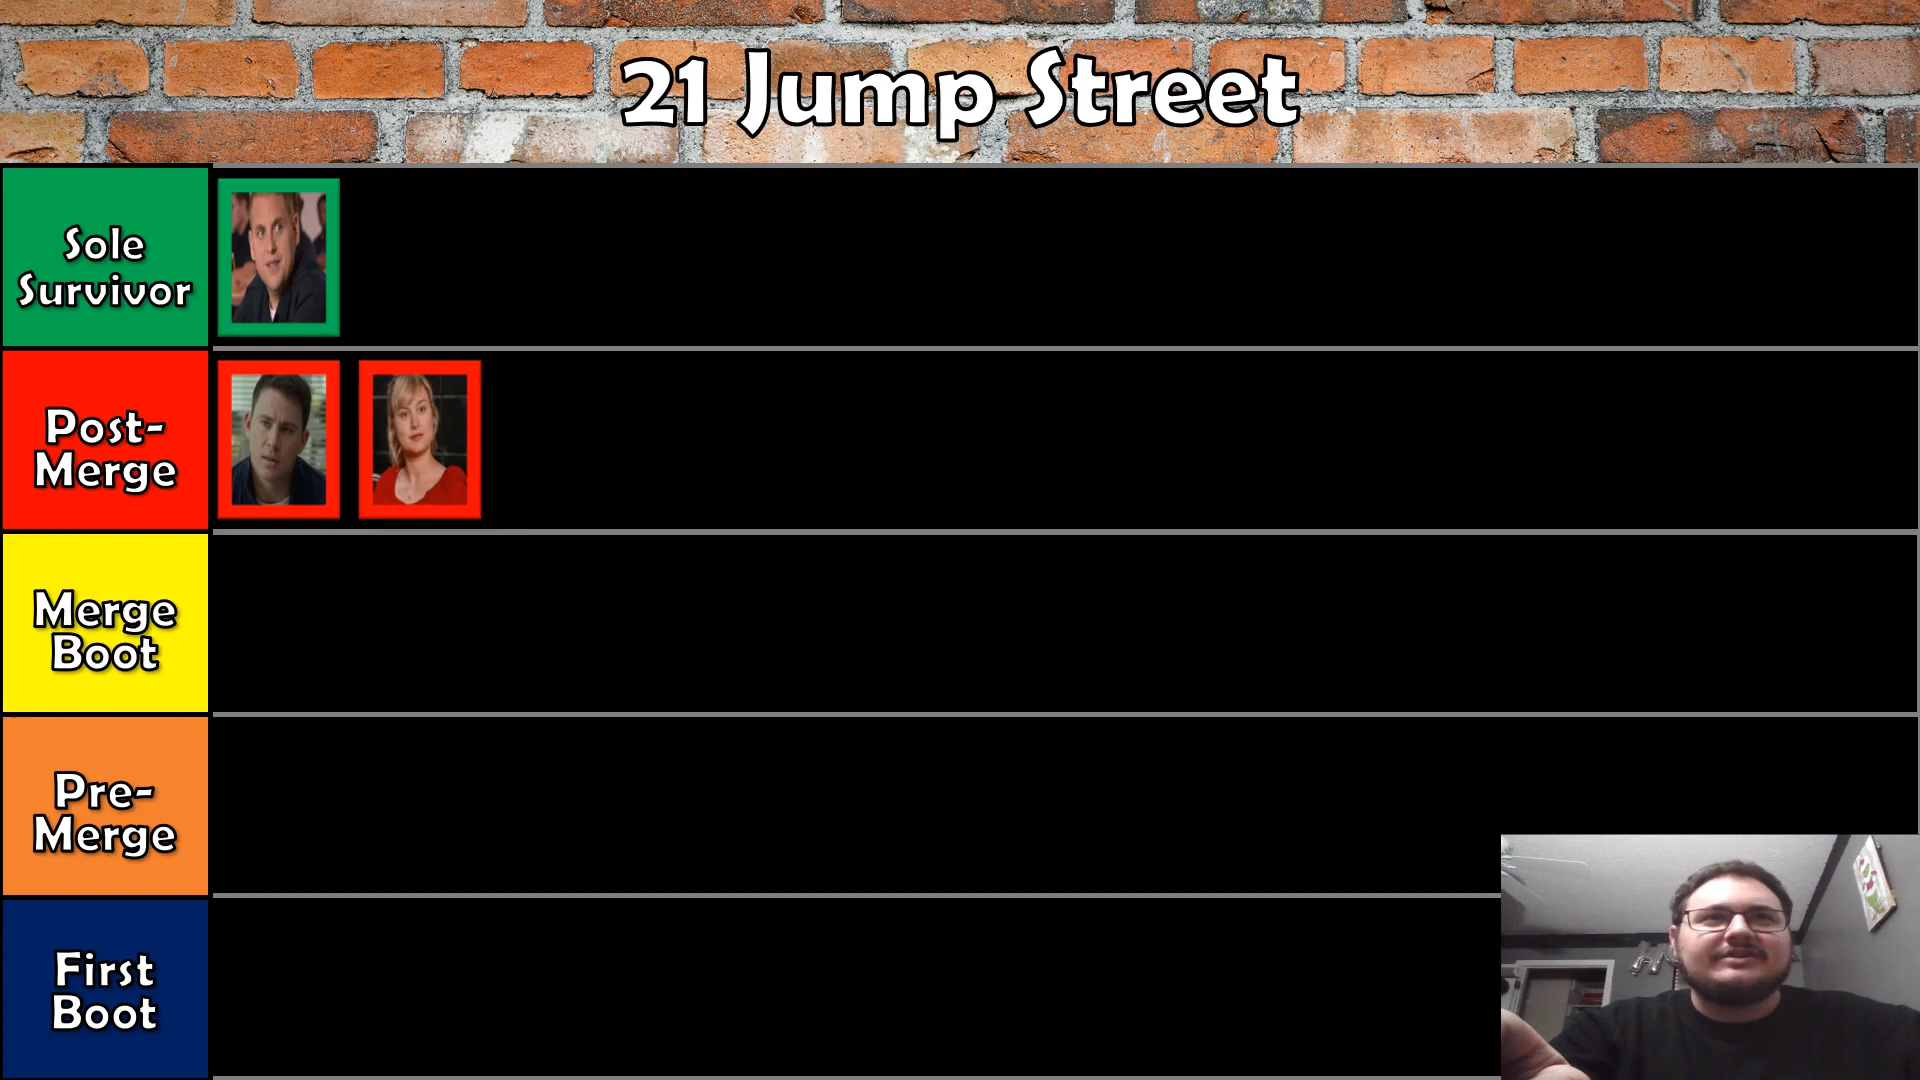 21 Jump Street
Sole
Survivor
Post-
Merge
Merge
Boot
Pre-
Merge
First
Boot